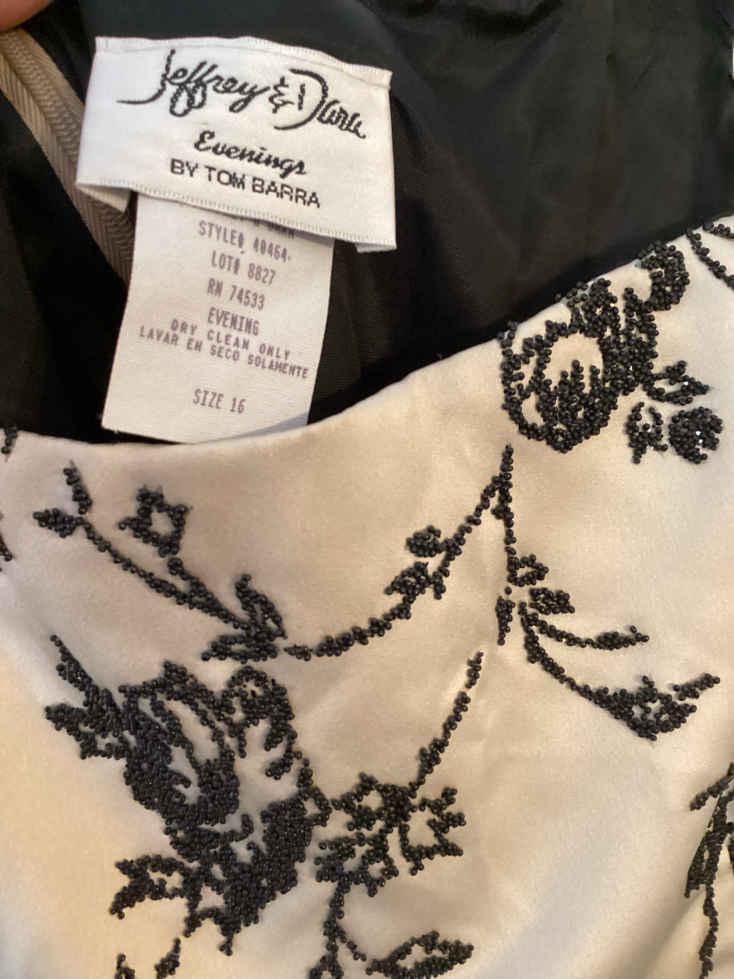 Jeffrey & Dara
Evenings
BY TOM BARRA
STYLE# 40464-
LOT# 8827
RN 74533
EVENING
DRY CLEAN ONLY
LAVAR EN SECO SOLAMENTE
SIZE 16